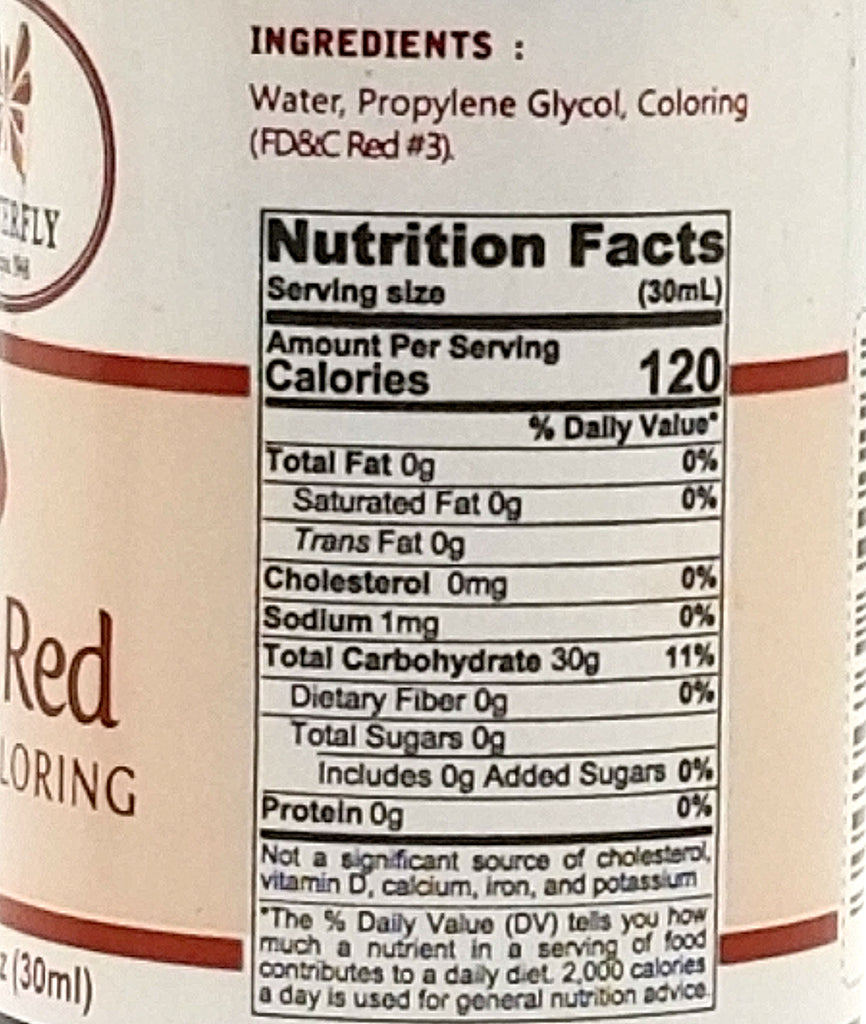 INGREDIENTS :
Water, Propylene Glycol, Coloring
(FD&C Red #3).
ERFLY
Nutrition Facts
Serving size (30mL)
Amount Per Serving
Calories 120
% Daily Value*
Total Fat 0g 0%
Saturated Fat 0g 0%
Trans Fat 0g
Cholesterol 0mg 0%
Sodium 1mg 0%
Total Carbohydrate 30g 11%
Dietary Fiber 0g 0%
Total Sugars 0g
Includes 0g Added Sugars 0%
Protein 0g 0%
Not a significant source of cholesterol,
vitamin D, calcium, iron, and potassium
*The % Daily Value (DV) tells you how
much a nutrient in a serving of food
contributes to a daily diet. 2,000 calories
a day is used for general nutrition advice.
Red
LORING
z (30ml)